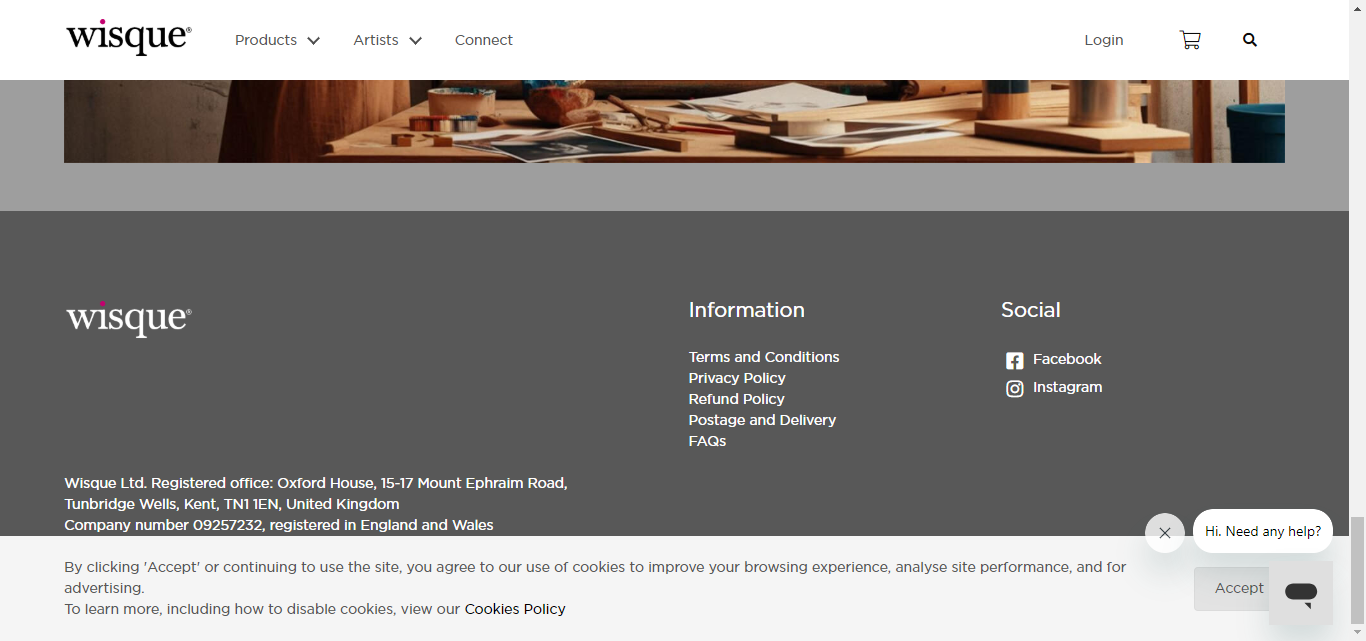 wisque®
Products
Artists
Connect
Login
wisque®
Information
Terms and Conditions
Privacy Policy
Refund Policy
Postage and Delivery
FAQs
Social
Facebook
Instagram
Wisque Ltd. Registered office: Oxford House, 15-17 Mount Ephraim Road,
Tunbridge Wells, Kent, TN1 1EN, United Kingdom
Company number 09257232, registered in England and Wales
Hi. Need any help?
By clicking 'Accept' or continuing to use the site, you agree to our use of cookies to improve your browsing experience, analyse site performance, and for
advertising.
To learn more, including how to disable cookies, view our Cookies Policy
Accept